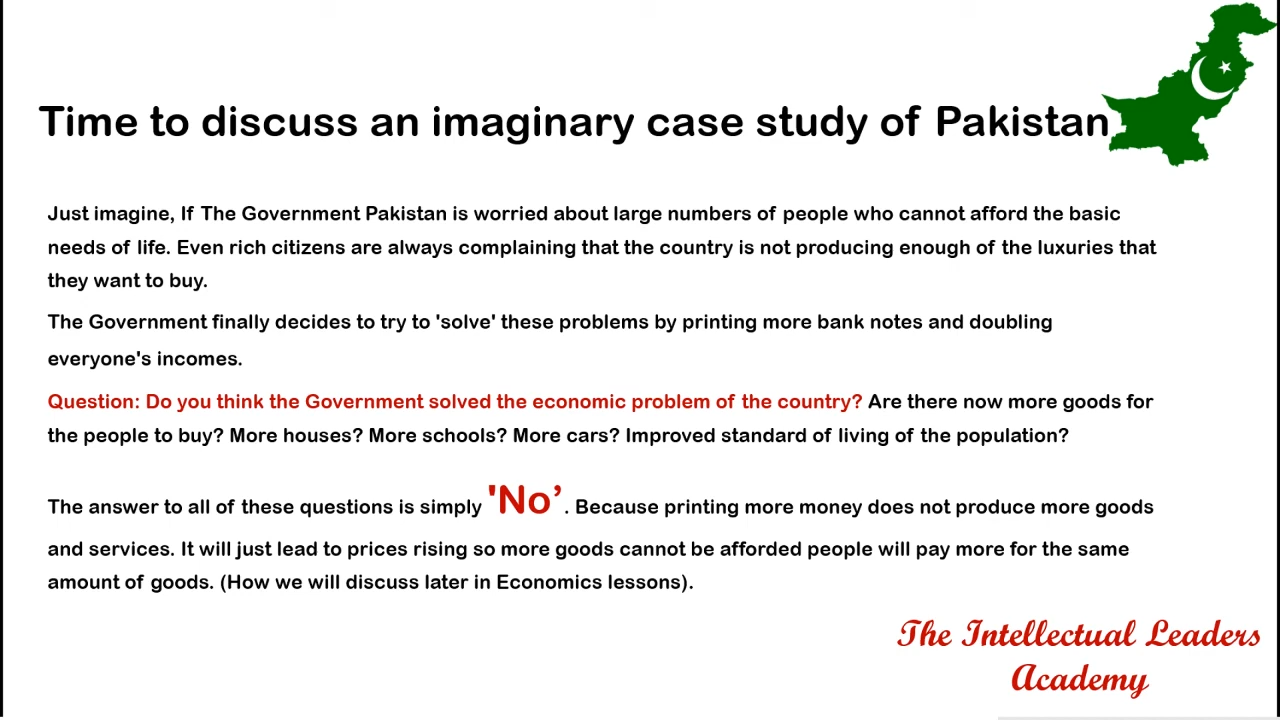 Time to discuss an imaginary case study of Pakistan
Just imagine, If The Government Pakistan is worried about large numbers of people who cannot afford the basic
needs of life. Even rich citizens are always complaining that the country is not producing enough of the luxuries that
they want to buy.
The Government finally decides to try to 'solve' these problems by printing more bank notes and doubling
everyone's incomes.
Question: Do you think the Government solved the economic problem of the country? Are there now more goods for
the people to buy? More houses? More schools? More cars? Improved standard of living of the population?
The answer to all of these questions is simply 'No’. Because printing more money does not produce more goods
and services. It will just lead to prices rising so more goods cannot be afforded people will pay more for the same
amount of goods. (How we will discuss later in Economics lessons).
The Intellectual Leaders
Academy